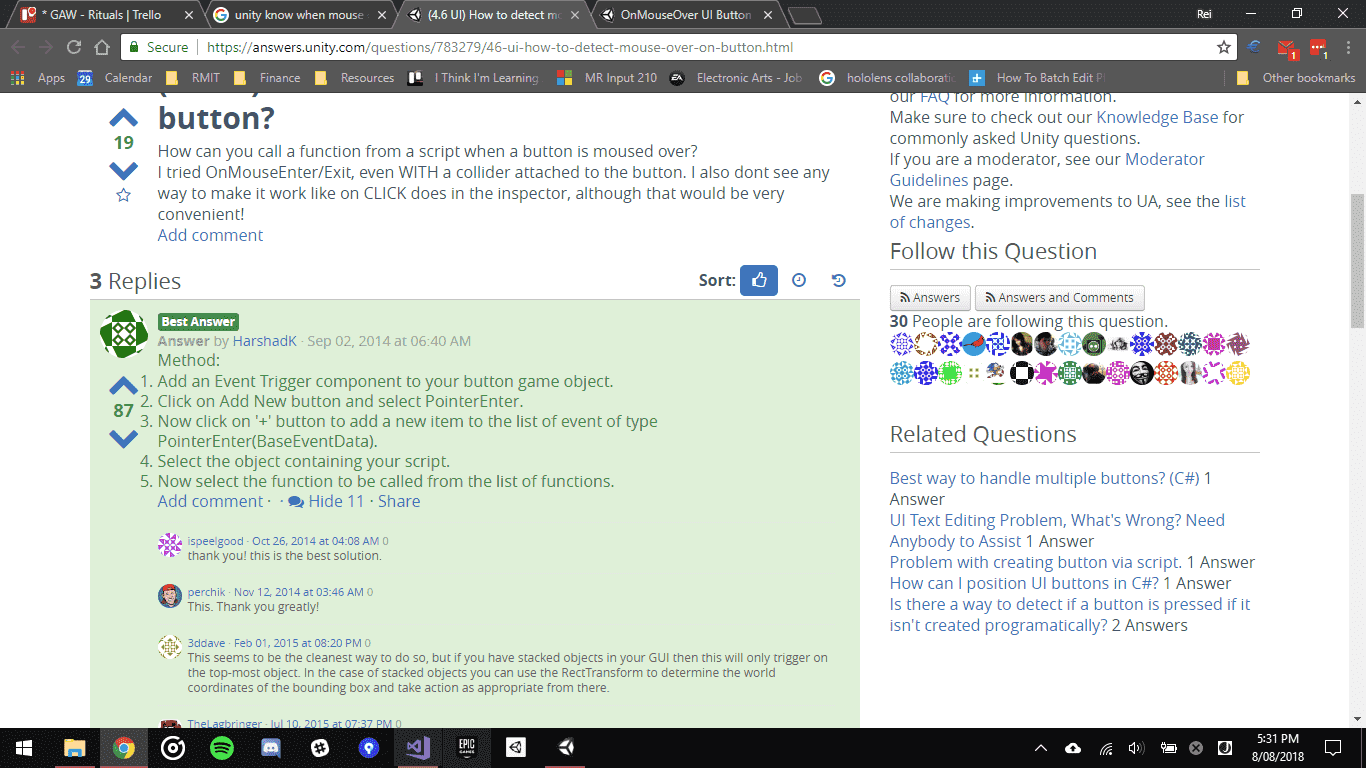 * GAW - Rituals | Trello
unity know when mouse
(4.6 UI) How to detect mo
OnMouseOver UI Button
Rei
Secure
https://answers.unity.com/questions/783279/46-ui-how-to-detect-mouse-over-on-button.html
Apps
29
Calendar
RMIT
Finance
Resources
I Think I'm Learning
MR Input 210
Electronic Arts - Job
hololens collaborati
How To Batch Edit P
Other bookmarks
button?
19
How can you call a function from a script when a button is moused over?
I tried OnMouseEnter/Exit, even WITH a collider attached to the button. I also dont see any
way to make it work like on CLICK does in the inspector, although that would be very
convenient!
Add comment
3 Replies
Sort:
Best Answer
Answer by HarshadK · Sep 02, 2014 at 06:40 AM
Method:
1. Add an Event Trigger component to your button game object.
2. Click on Add New button and select PointerEnter.
87
3. Now click on '+' button to add a new item to the list of event of type
PointerEnter(BaseEventData).
4. Select the object containing your script.
5. Now select the function to be called from the list of functions.
Add comment · · Hide 11 · Share
ispeelgood · Oct 26, 2014 at 04:08 AM 0
thank you! this is the best solution.
perchik · Nov 12, 2014 at 03:46 AM 0
This. Thank you greatly!
3ddave · Feb 01, 2015 at 08:20 PM 0
This seems to be the cleanest way to do so, but if you have stacked objects in your GUI then this will only trigger on
the top-most object. In the case of stacked objects you can use the RectTransform to determine the world
coordinates of the bounding box and take action as appropriate from there.
TheLagbringer · Jul 10, 2015 at 07:37 PM 0
our FAQ for more information.
Make sure to check out our Knowledge Base for
commonly asked Unity questions.
If you are a moderator, see our Moderator
Guidelines page.
We are making improvements to UA, see the list
of changes.
Follow this Question
Answers
Answers and Comments
30 People are following this question.
Related Questions
Best way to handle multiple buttons? (C#) 1
Answer
UI Text Editing Problem, What's Wrong? Need
Anybody to Assist 1 Answer
Problem with creating button via script. 1 Answer
How can I position UI buttons in C#? 1 Answer
Is there a way to detect if a button is pressed if it
isn't created programatically? 2 Answers
EPIC
GAMES
5:31 PM
8/08/2018